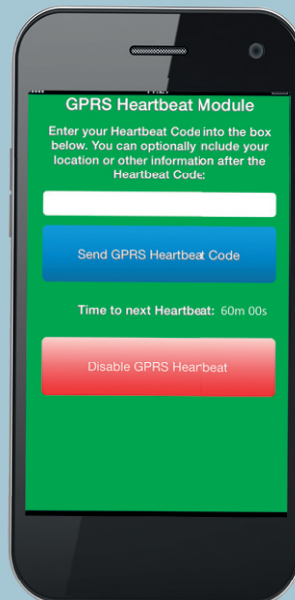 GPRS Heartbeat Module
Enter your Heartbeat Code into the box
below. You can optionally nclude your
location or other information after the
Heartbeat Code:
Send GPRS Heartbeat Code
Time to next Heartbeat: 60m 00s
Disable GPRS Heartbeat